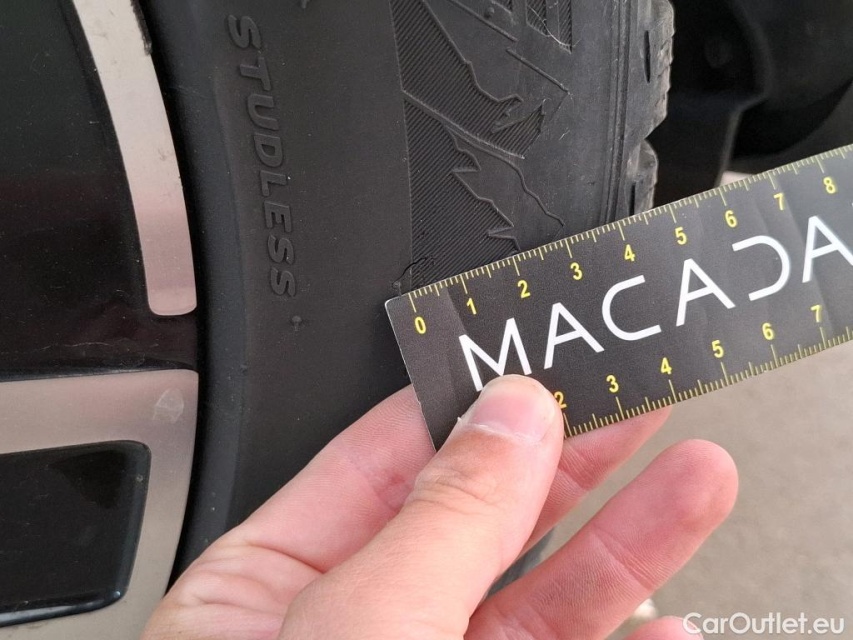 STUDLESS
0 1 2 3 4 5 6 7 8
MACADA
2 3 4 5 6 7
CarOutlet.eu